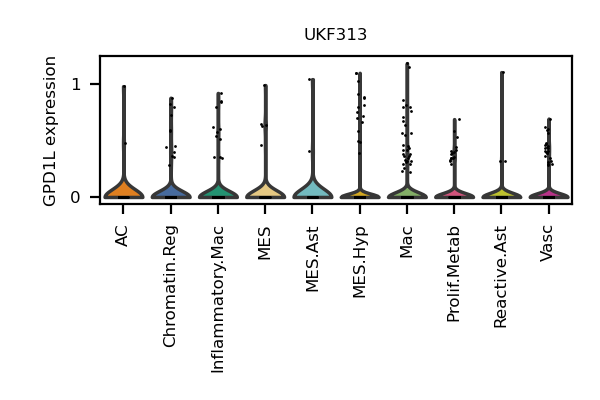 UKF313
GPD1L expression
1
0
AC
Chromatin.Reg
Inflammatory.Mac
MES
MES.Ast
MES.Hyp
Mac
Prolif.Metab
Reactive.Ast
Vasc